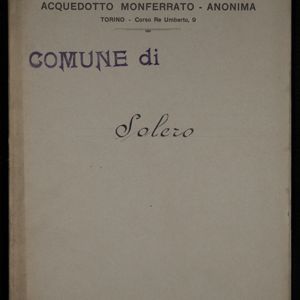 ACQUEDOTTO MONFERRATO - ANONIMA
TORINO - Corso Re Umberto, 9
COMUNE di
Solero